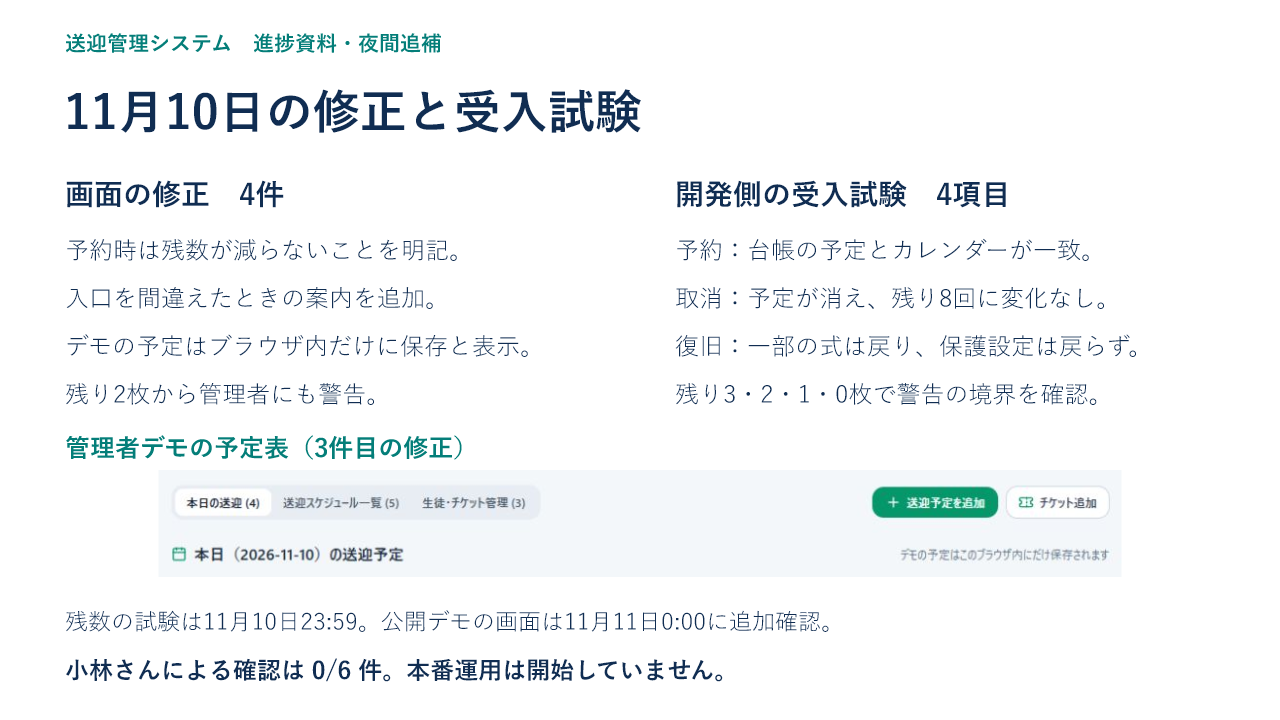 送迎管理システム　進捗資料・夜間追補
11月10日の修正と受入試験
画面の修正　4件
予約時は残数が減らないことを明記。
入口を間違えたときの案内を追加。
デモの予定はブラウザ内だけに保存と表示。
残り2枚から管理者にも警告。
開発側の受入試験　4項目
予約：台帳の予定とカレンダーが一致。
取消：予定が消え、残り8回に変化なし。
復旧：一部の式は戻り、保護設定は戻らず。
残り3・2・1・0枚で警告の境界を確認。
管理者デモの予定表（3件目の修正）
本日の送迎 (4)　送迎スケジュール一覧 (5)　生徒・チケット管理 (3)　＋ 送迎予定を追加　チケット追加
本日（2026-11-10）の送迎予定　デモの予定はこのブラウザ内にだけ保存されます
残数の試験は11月10日23:59。公開デモの画面は11月11日0:00に追加確認。
小林さんによる確認は 0/6 件。本番運用は開始していません。